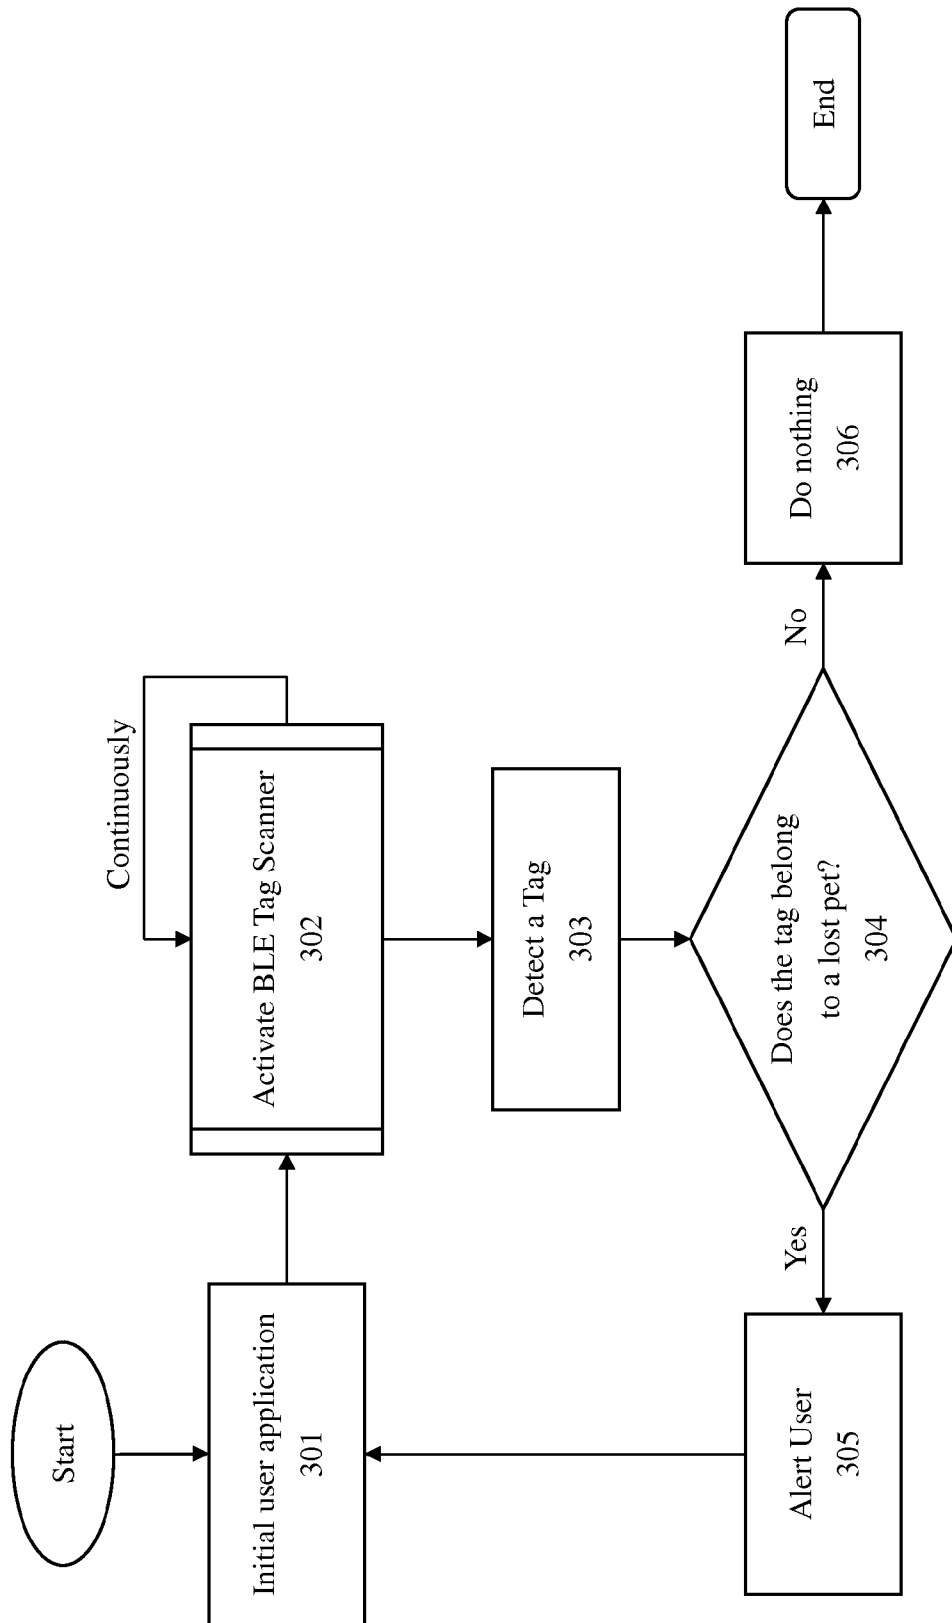 Start
Initial user application
301
Continuously
Activate BLE Tag Scanner
302
Detect a Tag
303
Does the tag belong
to a lost pet?
304
Yes
Alert User
305
No
Do nothing
306
End